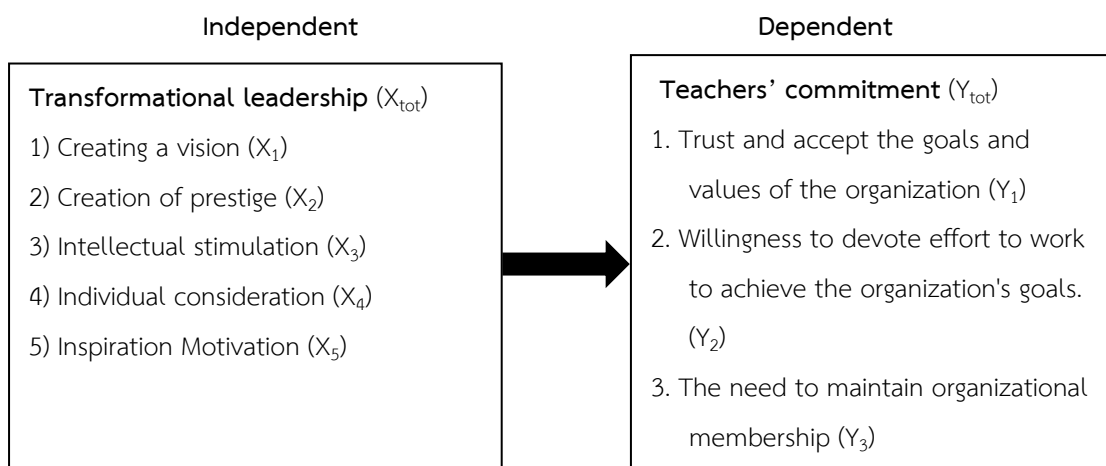 Independent
Dependent
Transformational leadership (Xtot)
1) Creating a vision (X1)
2) Creation of prestige (X2)
3) Intellectual stimulation (X3)
4) Individual consideration (X4)
5) Inspiration Motivation (X5)
Teachers’ commitment (Ytot)
1. Trust and accept the goals and
values of the organization (Y1)
2. Willingness to devote effort to work
to achieve the organization's goals.
(Y2)
3. The need to maintain organizational
membership (Y3)